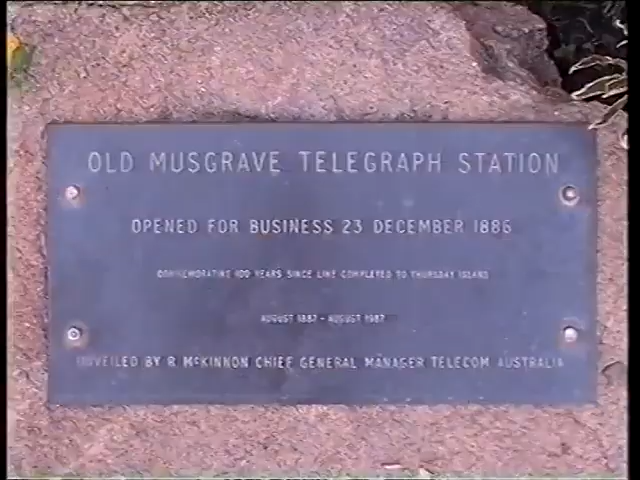 OLD MUSGRAVE TELEGRAPH STATION
OPENED FOR BUSINESS 23 DECEMBER 1886
COMMEMORATING 100 YEARS SINCE LINE COMPLETED TO THURSDAY ISLAND
AUGUST 1887 - AUGUST 1987
UNVEILED BY R McKINNON CHIEF GENERAL MANAGER TELECOM AUSTRALIA